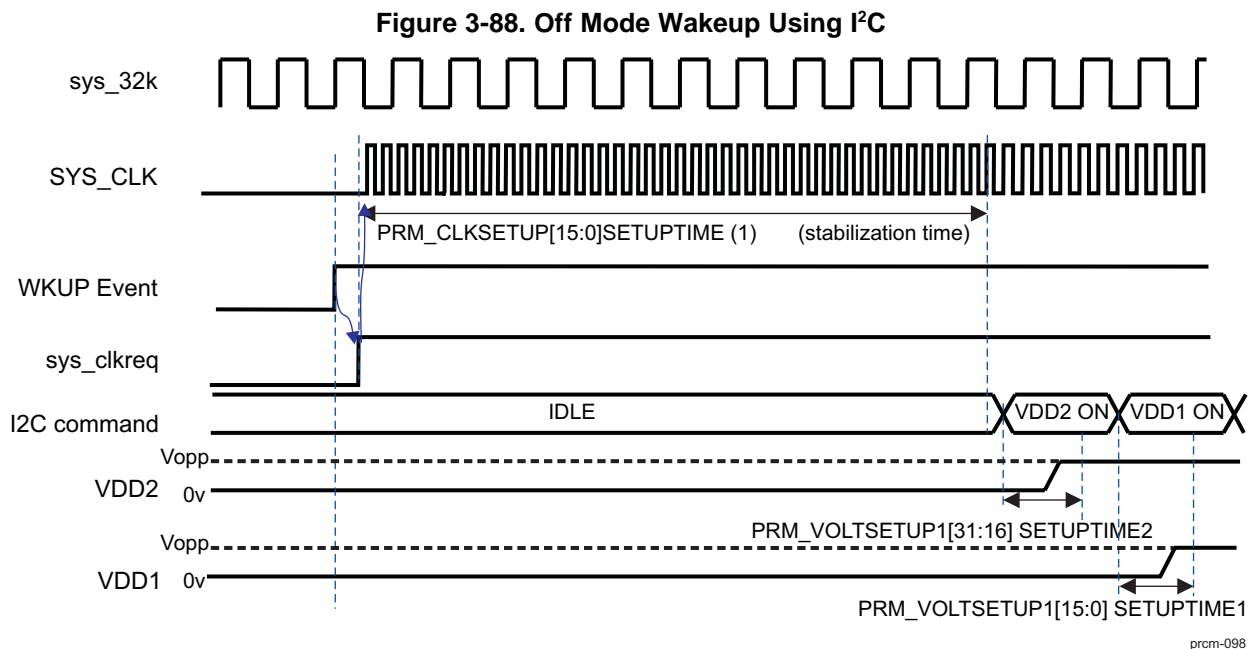 Figure 3-88. Off Mode Wakeup Using I²C
sys_32k
SYS_CLK
PRM_CLKSETUP[15:0]SETUPTIME (1) (stabilization time)
WKUP Event
sys_clkreq
I2C command IDLE VDD2 ON VDD1 ON
Vopp
VDD2 0v
PRM_VOLTSETUP1[31:16] SETUPTIME2
Vopp
VDD1 0v
PRM_VOLTSETUP1[15:0] SETUPTIME1
prcm-098